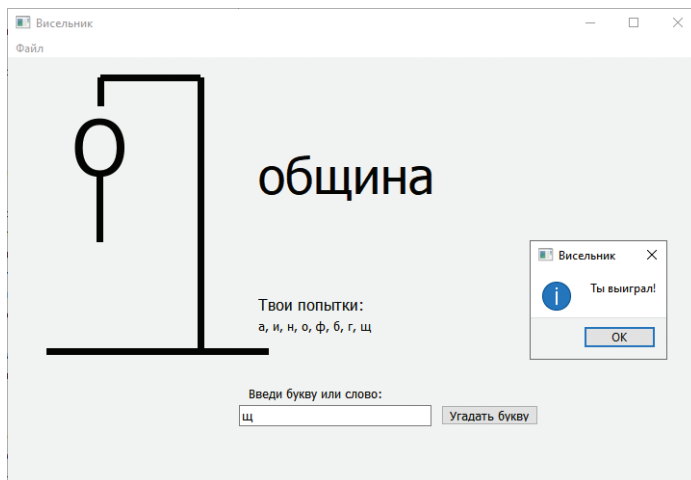 Висельник
Файл
община
Висельник
Ты выиграл!
OK
Твои попытки:
а, и, н, о, ф, б, г, щ
Введи букву или слово:
щ
Угадать букву